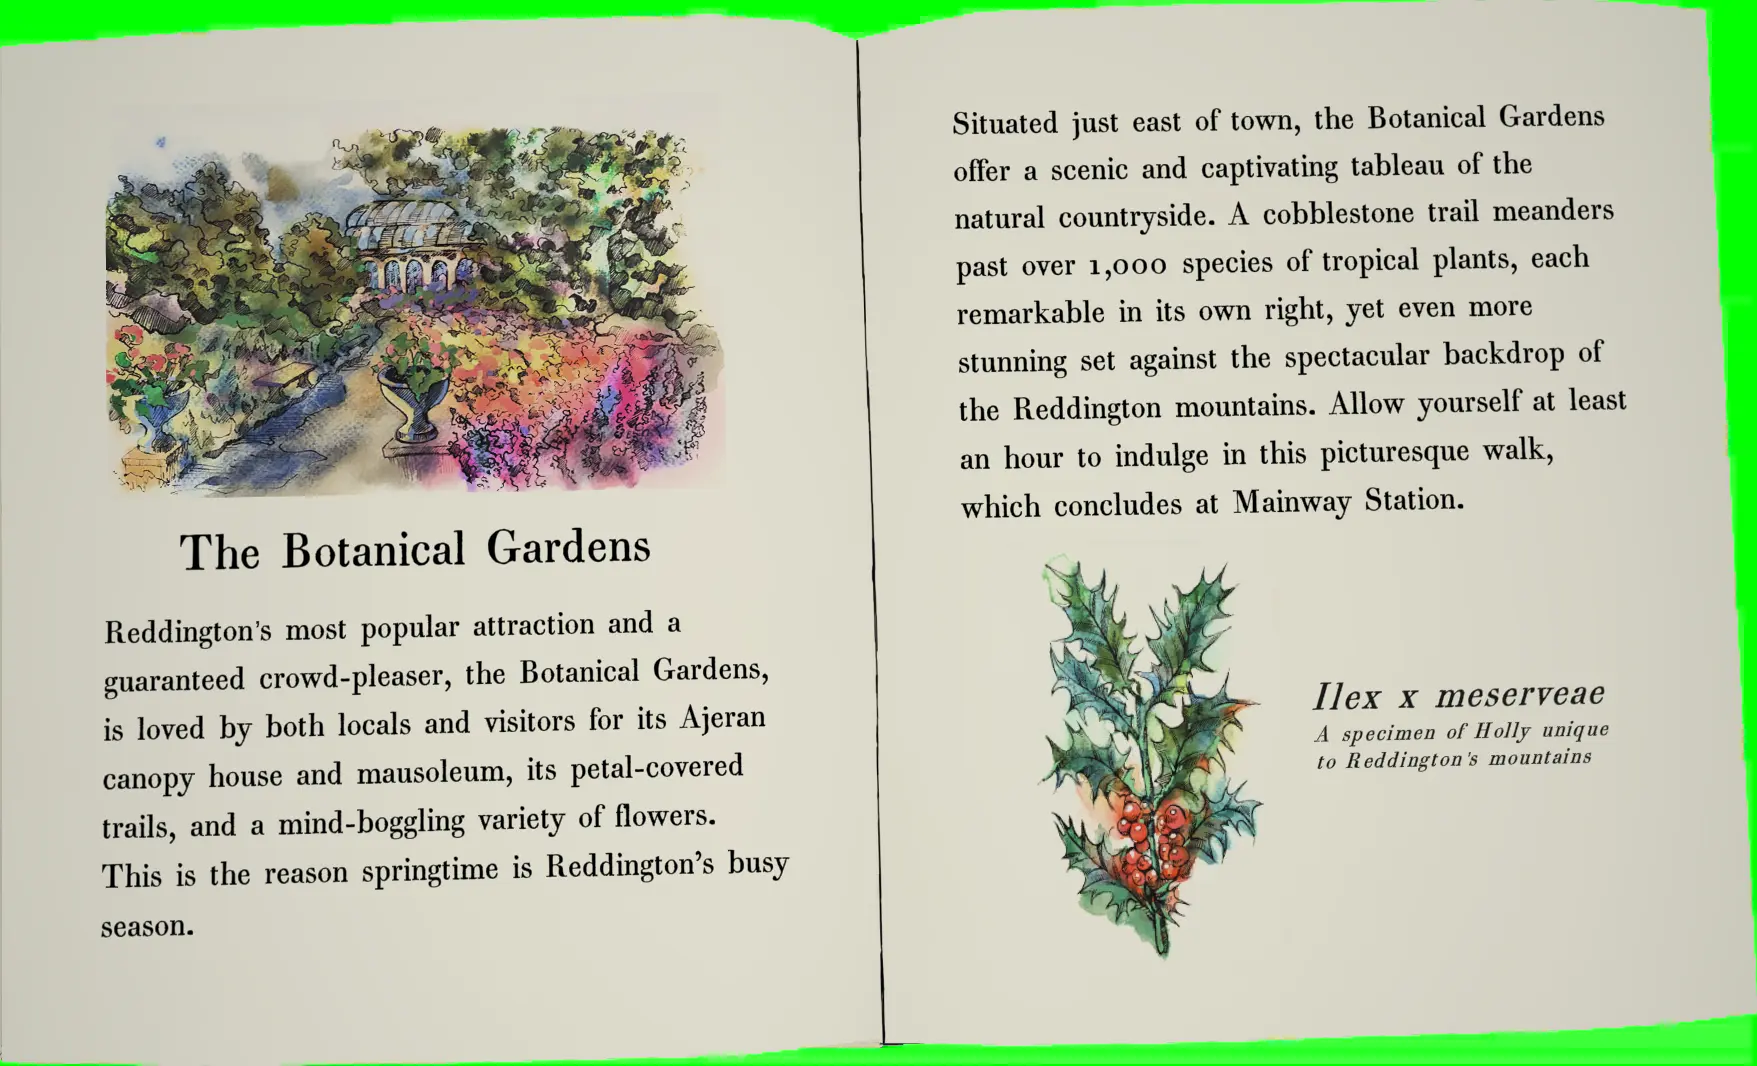 The Botanical Gardens
Reddington's most popular attraction and a
guaranteed crowd-pleaser, the Botanical Gardens,
is loved by both locals and visitors for its Ajeran
canopy house and mausoleum, its petal-covered
trails, and a mind-boggling variety of flowers.
This is the reason springtime is Reddington's busy
season.
Situated just east of town, the Botanical Gardens
offer a scenic and captivating tableau of the
natural countryside. A cobblestone trail meanders
past over 1,000 species of tropical plants, each
remarkable in its own right, yet even more
stunning set against the spectacular backdrop of
the Reddington mountains. Allow yourself at least
an hour to indulge in this picturesque walk,
which concludes at Mainway Station.
Ilex x meserveae
A specimen of Holly unique
to Reddington's mountains